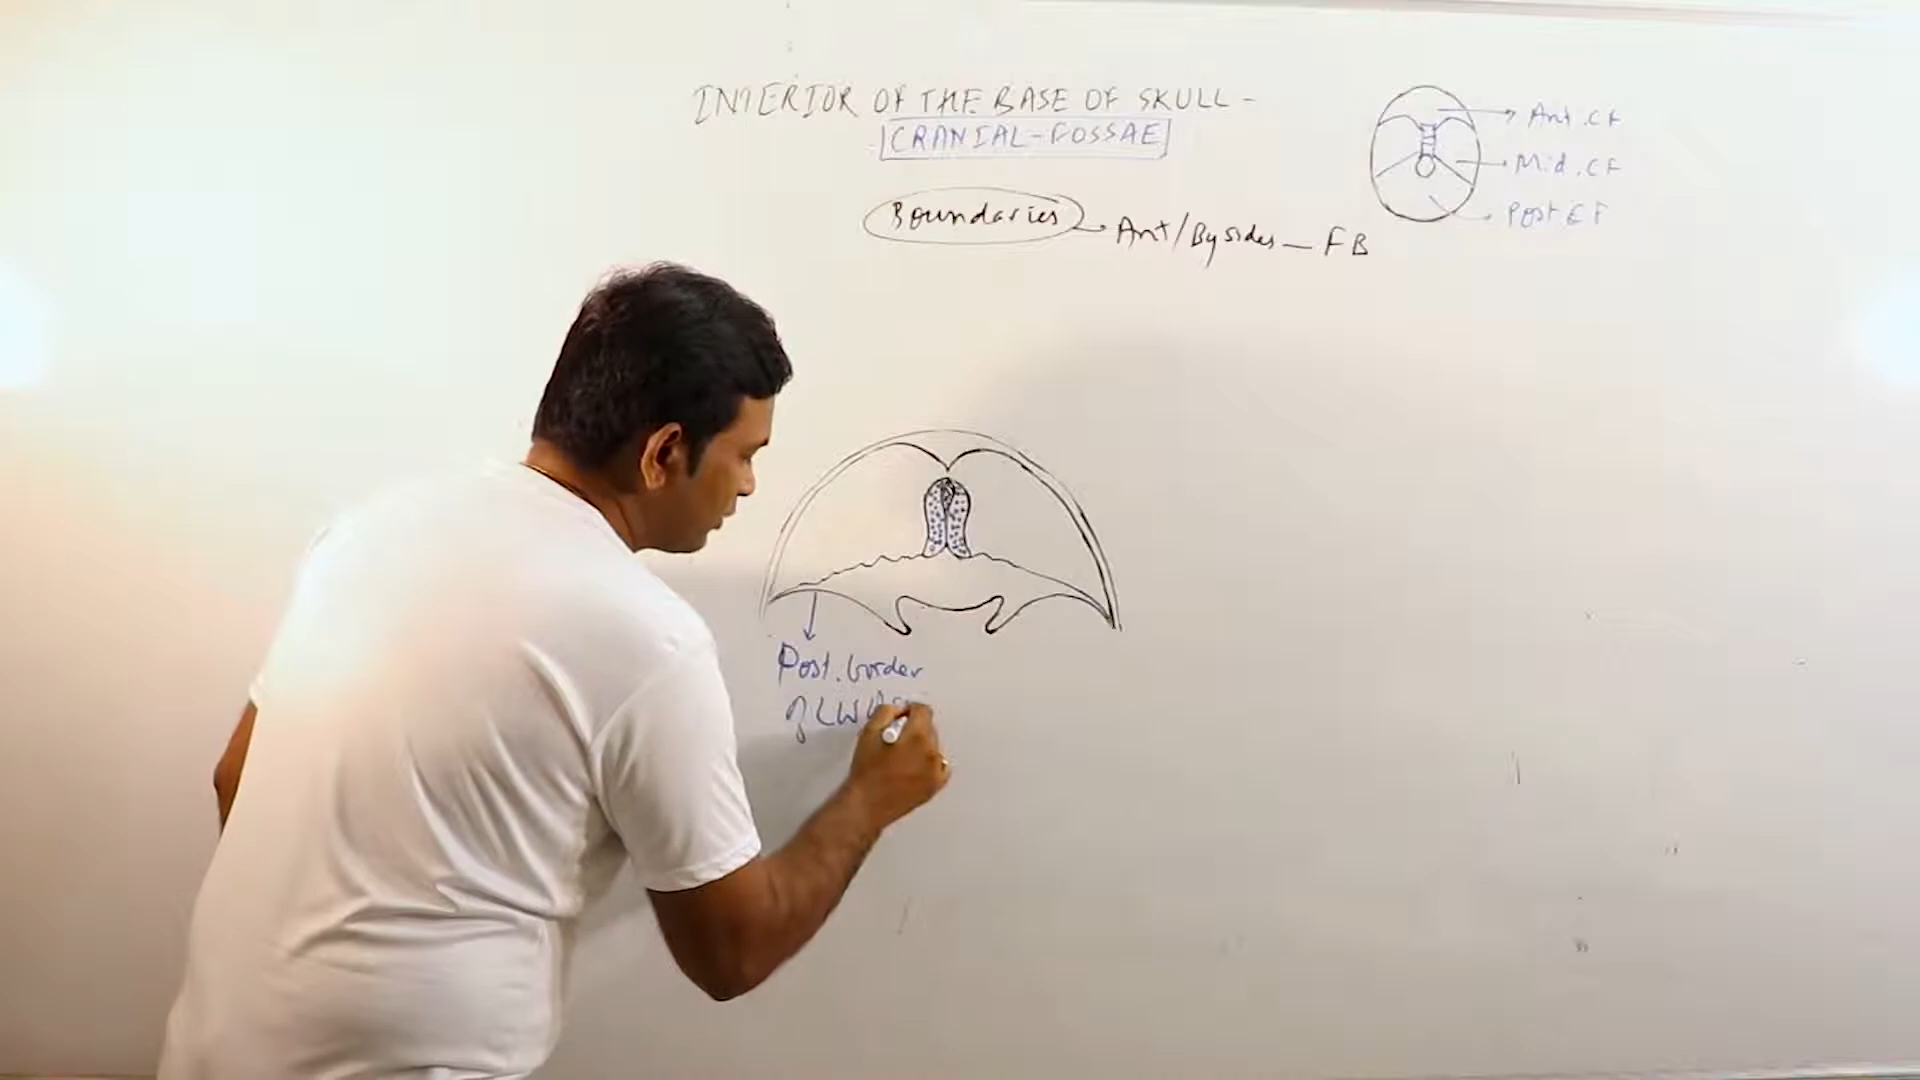 INTERIOR OF THE BASE OF SKULL -
CRANIAL-FOSSAE
Boundaries
Ant/By sides — FB
Ant.CF
Mid.CF
Post CF
Post. border
of LW